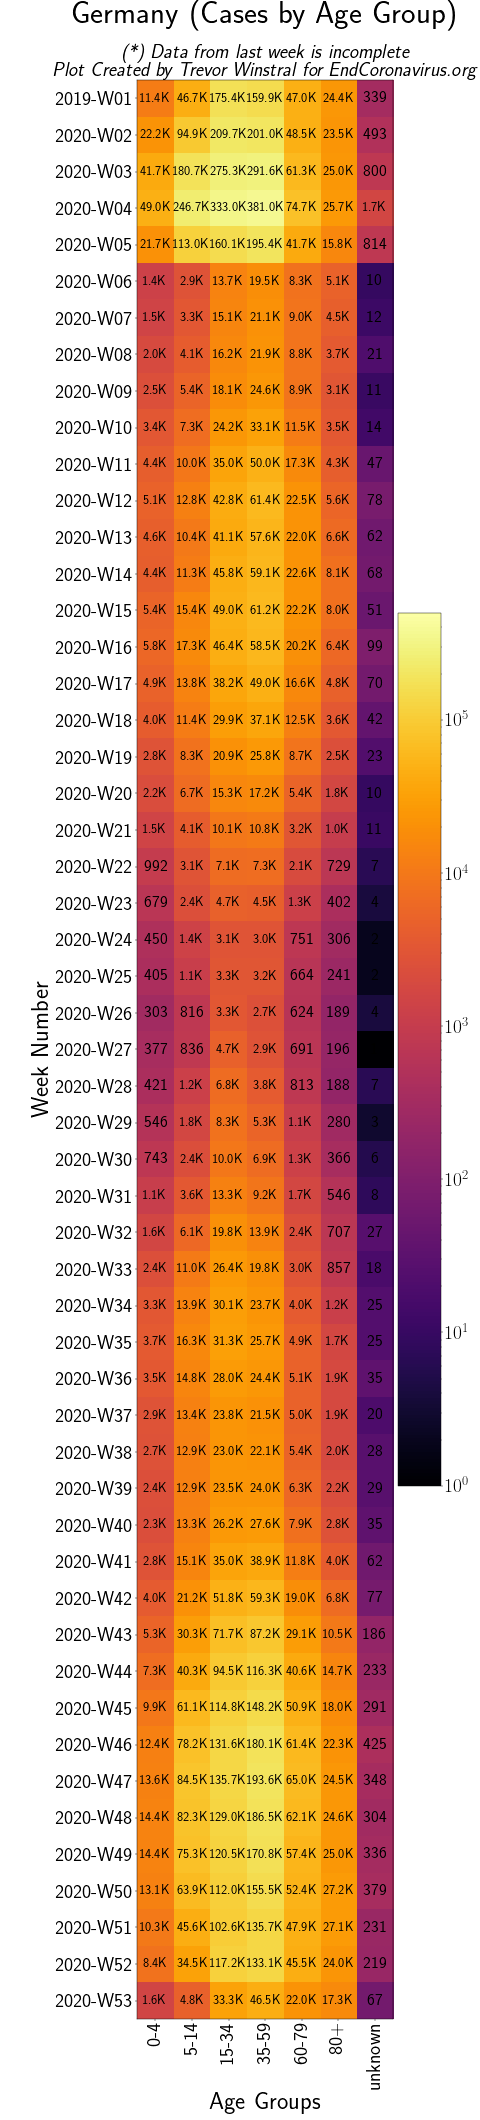 Germany (Cases by Age Group)
(*) Data from last week is incomplete
Plot Created by Trevor Winstral for EndCoronavirus.org
2019-W01 11.4K 46.7K 175.4K 159.9K 47.0K 24.4K 339
2020-W02 22.2K 94.9K 209.7K 201.0K 48.5K 23.5K 493
2020-W03 41.7K 180.7K 275.3K 291.6K 61.3K 25.0K 800
2020-W04 49.0K 246.7K 333.0K 381.0K 74.7K 25.7K 1.7K
2020-W05 21.7K 113.0K 160.1K 195.4K 41.7K 15.8K 814
2020-W06 1.4K 2.9K 13.7K 19.5K 8.3K 5.1K 10
2020-W07 1.5K 3.3K 15.1K 21.1K 9.0K 4.5K 12
2020-W08 2.0K 4.1K 16.2K 21.9K 8.8K 3.7K 21
2020-W09 2.5K 5.4K 18.1K 24.6K 8.9K 3.1K 11
2020-W10 3.4K 7.3K 24.2K 33.1K 11.5K 3.5K 14
2020-W11 4.4K 10.0K 35.0K 50.0K 17.3K 4.3K 47
2020-W12 5.1K 12.8K 42.8K 61.4K 22.5K 5.6K 78
2020-W13 4.6K 10.4K 41.1K 57.6K 22.0K 6.6K 62
2020-W14 4.4K 11.3K 45.8K 59.1K 22.6K 8.1K 68
2020-W15 5.4K 15.4K 49.0K 61.2K 22.2K 8.0K 51
2020-W16 5.8K 17.3K 46.4K 58.5K 20.2K 6.4K 99
2020-W17 4.9K 13.8K 38.2K 49.0K 16.6K 4.8K 70
2020-W18 4.0K 11.4K 29.9K 37.1K 12.5K 3.6K 42
2020-W19 2.8K 8.3K 20.9K 25.8K 8.7K 2.5K 23
2020-W20 2.2K 6.7K 15.3K 17.2K 5.4K 1.8K 10
2020-W21 1.5K 4.1K 10.1K 10.8K 3.2K 1.0K 11
2020-W22 992 3.1K 7.1K 7.3K 2.1K 729 7
2020-W23 679 2.4K 4.7K 4.5K 1.3K 402 4
2020-W24 450 1.4K 3.1K 3.0K 751 306 2
2020-W25 405 1.1K 3.3K 3.2K 664 241 2
2020-W26 303 816 3.3K 2.7K 624 189 4
2020-W27 377 836 4.7K 2.9K 691 196
2020-W28 421 1.2K 6.8K 3.8K 813 188 7
2020-W29 546 1.8K 8.3K 5.3K 1.1K 280 3
2020-W30 743 2.4K 10.0K 6.9K 1.3K 366 6
2020-W31 1.1K 3.6K 13.3K 9.2K 1.7K 546 8
2020-W32 1.6K 6.1K 19.8K 13.9K 2.4K 707 27
2020-W33 2.4K 11.0K 26.4K 19.8K 3.0K 857 18
2020-W34 3.3K 13.9K 30.1K 23.7K 4.0K 1.2K 25
2020-W35 3.7K 16.3K 31.3K 25.7K 4.9K 1.7K 25
2020-W36 3.5K 14.8K 28.0K 24.4K 5.1K 1.9K 35
2020-W37 2.9K 13.4K 23.8K 21.5K 5.0K 1.9K 20
2020-W38 2.7K 12.9K 23.0K 22.1K 5.4K 2.0K 28
2020-W39 2.4K 12.9K 23.5K 24.0K 6.3K 2.2K 29
2020-W40 2.3K 13.3K 26.2K 27.6K 7.9K 2.8K 35
2020-W41 2.8K 15.1K 35.0K 38.9K 11.8K 4.0K 62
2020-W42 4.0K 21.2K 51.8K 59.3K 19.0K 6.8K 77
2020-W43 5.3K 30.3K 71.7K 87.2K 29.1K 10.5K 186
2020-W44 7.3K 40.3K 94.5K 116.3K 40.6K 14.7K 233
2020-W45 9.9K 61.1K 114.8K 148.2K 50.9K 18.0K 291
2020-W46 12.4K 78.2K 131.6K 180.1K 61.4K 22.3K 425
2020-W47 13.6K 84.5K 135.7K 193.6K 65.0K 24.5K 348
2020-W48 14.4K 82.3K 129.0K 186.5K 62.1K 24.6K 304
2020-W49 14.4K 75.3K 120.5K 170.8K 57.4K 25.0K 336
2020-W50 13.1K 63.9K 112.0K 155.5K 52.4K 27.2K 379
2020-W51 10.3K 45.6K 102.6K 135.7K 47.9K 27.1K 231
2020-W52 8.4K 34.5K 117.2K 133.1K 45.5K 24.0K 219
2020-W53 1.6K 4.8K 33.3K 46.5K 22.0K 17.3K 67
0-4 5-14 15-34 35-59 60-79 80+ unknown
Age Groups
Week Number
10^5
10^4
10^3
10^2
10^1
10^0